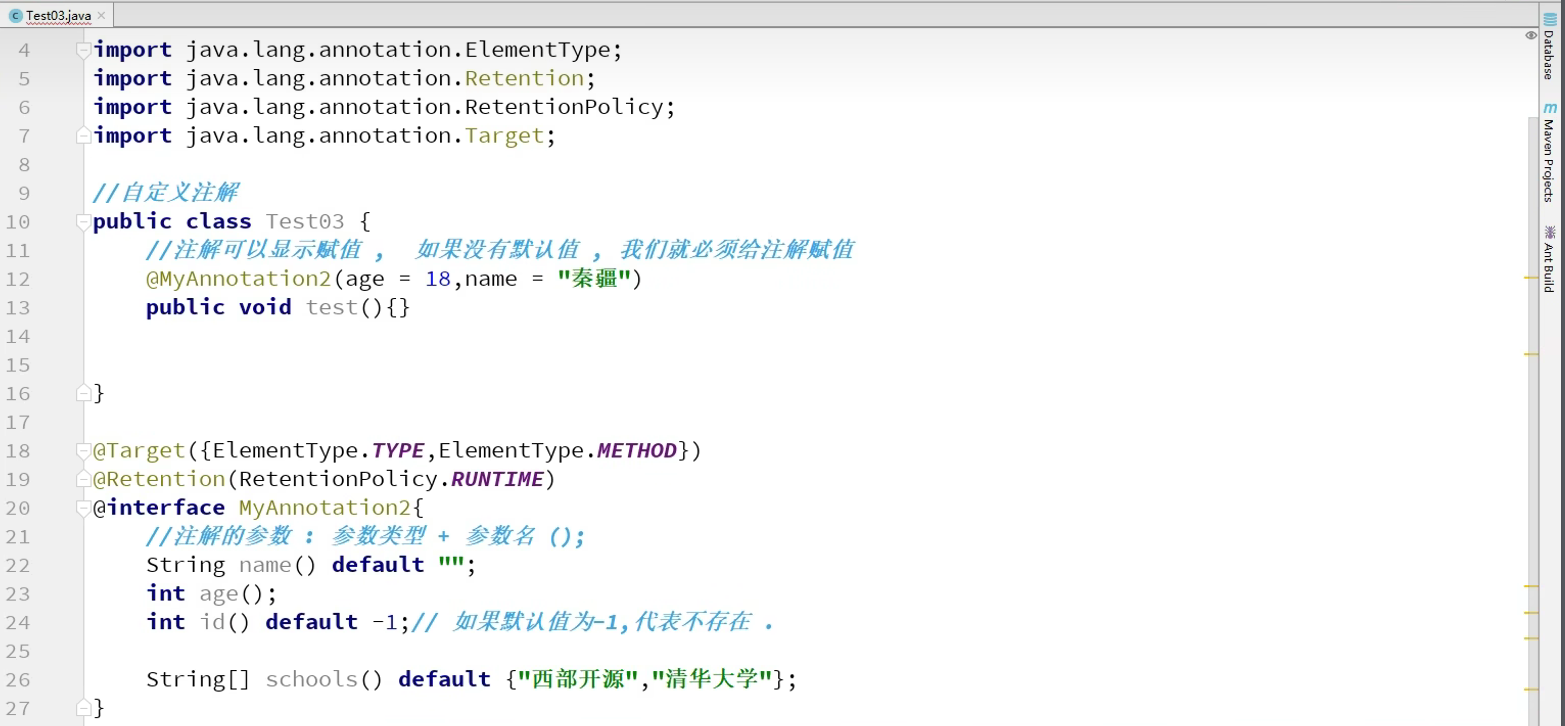 Test03.java
4 import java.lang.annotation.ElementType;
5 import java.lang.annotation.Retention;
6 import java.lang.annotation.RetentionPolicy;
7 import java.lang.annotation.Target;
8
9 //自定义注解
10 public class Test03 {
11 //注解可以显示赋值 , 如果没有默认值 , 我们就必须给注解赋值
12 @MyAnnotation2(age = 18,name = "秦疆")
13 public void test(){}
14
15
16 }
17
18 @Target({ElementType.TYPE,ElementType.METHOD})
19 @Retention(RetentionPolicy.RUNTIME)
20 @interface MyAnnotation2{
21 //注解的参数 : 参数类型 + 参数名 ();
22 String name() default "";
23 int age();
24 int id() default -1;// 如果默认值为-1,代表不存在 .
25
26 String[] schools() default {"西部开源","清华大学"};
27 }
Database
m Maven Projects
Ant Build